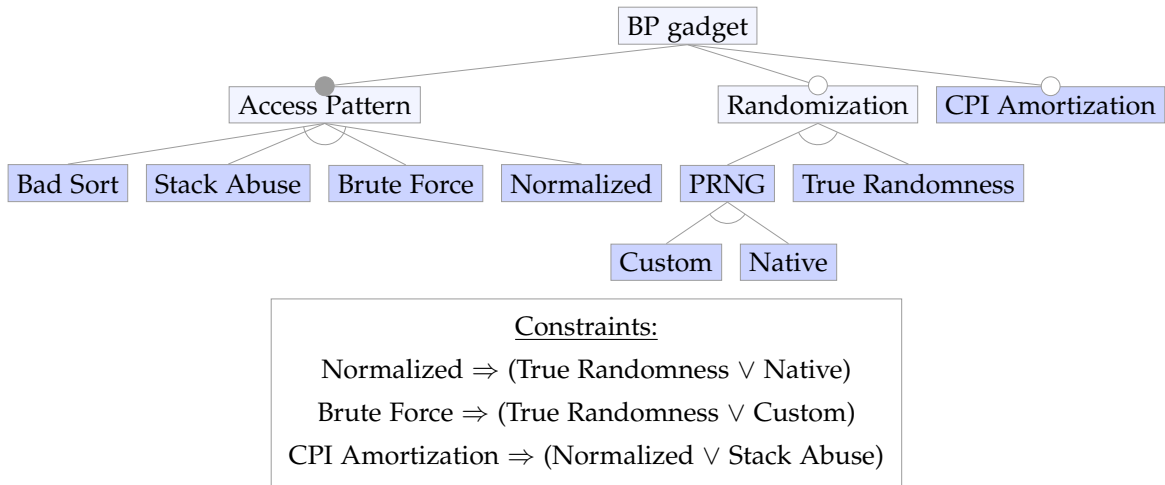 BP gadget
Access Pattern
Randomization
CPI Amortization
Bad Sort
Stack Abuse
Brute Force
Normalized
PRNG
True Randomness
Custom
Native
Constraints:
Normalized ⇒ (True Randomness ∨ Native)
Brute Force ⇒ (True Randomness ∨ Custom)
CPI Amortization ⇒ (Normalized ∨ Stack Abuse)